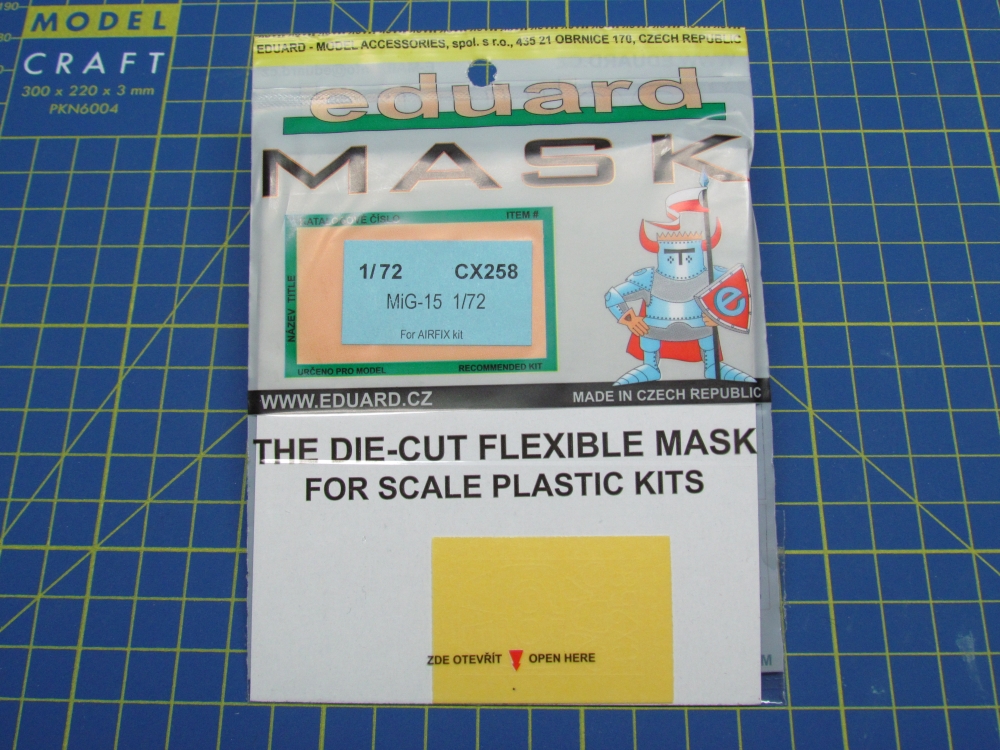 MODEL
CRAFT
300 x 220 x 3 mm
PKN6004
EDUARD - MODEL ACCESSORIES, spol. s r.o., 435 21 OBRNICE 170, CZECH REPUBLIC
eduard
MASK
KATALOGOVÉ ČÍSLO ITEM #
1/72 CX258
MiG-15 1/72
For AIRFIX kit
NÁZEV TITLE
URČENO PRO MODEL RECOMMENDED KIT
e
WWW.EDUARD.CZ MADE IN CZECH REPUBLIC
THE DIE-CUT FLEXIBLE MASK
FOR SCALE PLASTIC KITS
ZDE OTEVŘÍT OPEN HERE